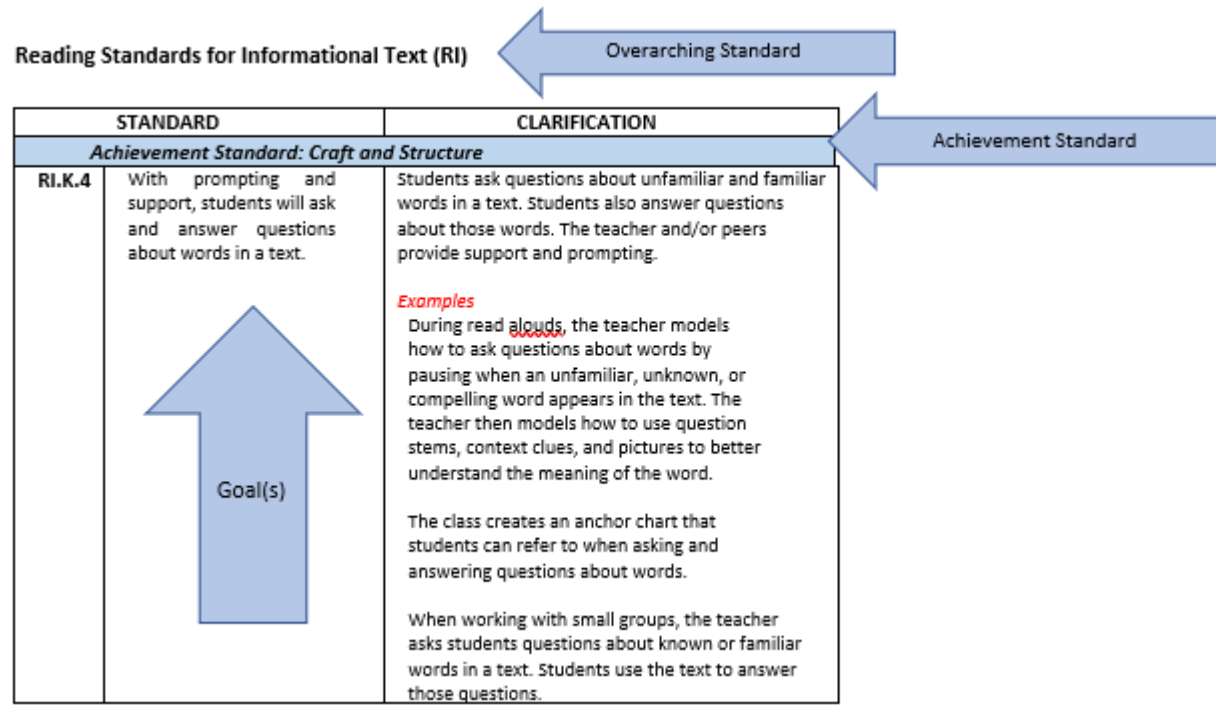 Overarching Standard
Reading Standards for Informational Text (RI)
STANDARD
CLARIFICATION
Achievement Standard
Achievement Standard: Craft and Structure
RI.K.4
With prompting and
support, students will ask
and answer questions
about words in a text.
Goal(s)
Students ask questions about unfamiliar and familiar
words in a text. Students also answer questions
about those words. The teacher and/or peers
provide support and prompting.
Examples
During read alouds, the teacher models
how to ask questions about words by
pausing when an unfamiliar, unknown, or
compelling word appears in the text. The
teacher then models how to use question
stems, context clues, and pictures to better
understand the meaning of the word.
The class creates an anchor chart that
students can refer to when asking and
answering questions about words.
When working with small groups, the teacher
asks students questions about known or familiar
words in a text. Students use the text to answer
those questions.